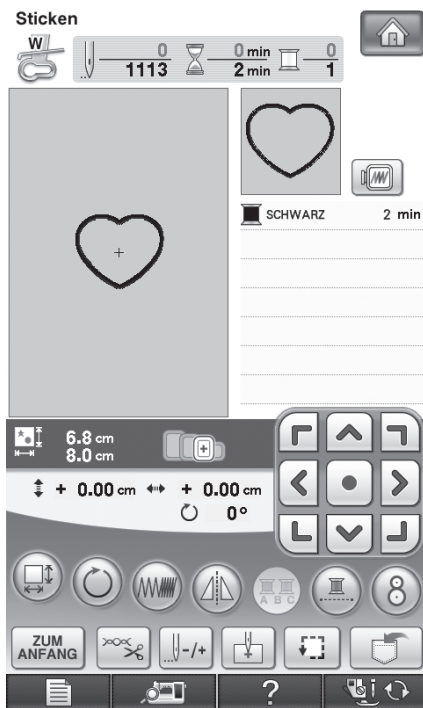 Sticken
W
0 0 min 0
1113 2 min 1
SCHWARZ 2 min
6.8 cm
8.0 cm
+ 0.00 cm + 0.00 cm
0°
A B C
8
ZUM
ANFANG
-/+
?